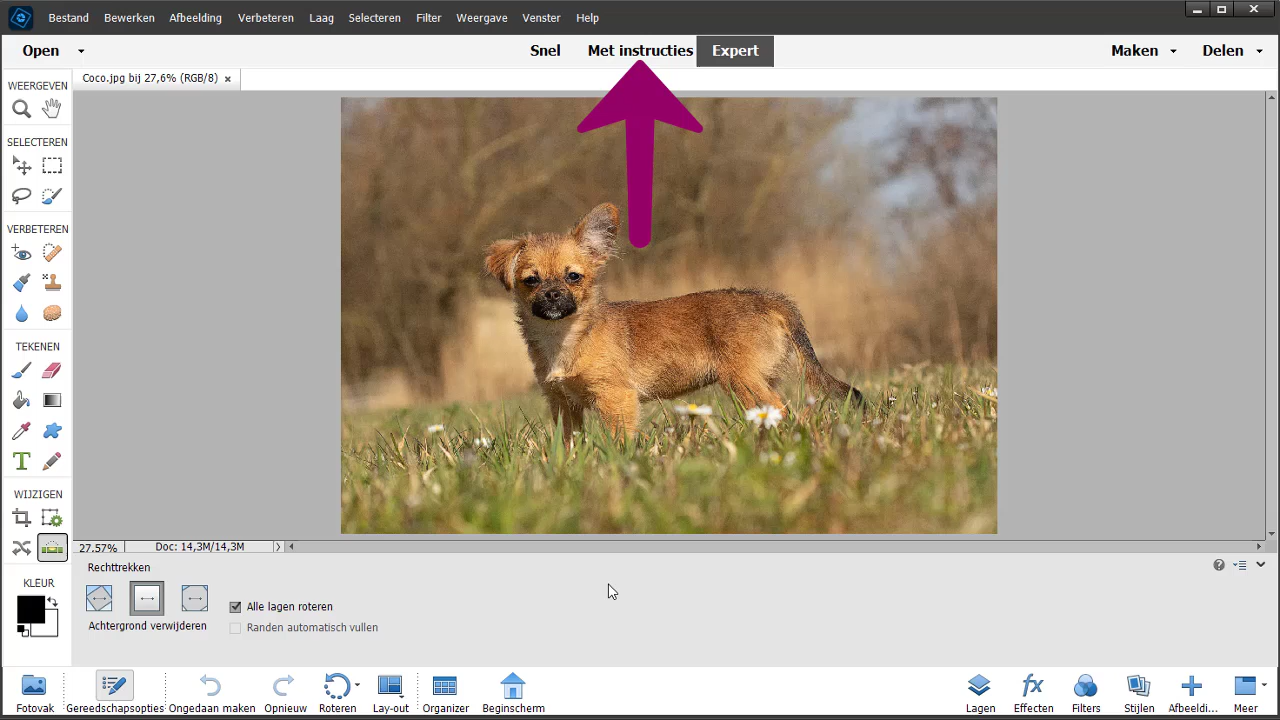 Bestand Bewerken Afbeelding Verbeteren Laag Selecteren Filter Weergave Venster Help
Open Snel Met instructies Expert Maken Delen
WEERGEVEN
Coco.jpg bij 27,6% (RGB/8)
SELECTEREN
VERBETEREN
TEKENEN
WIJZIGEN
27.57% Doc: 14,3M/14,3M
KLEUR
Rechttrekken
Achtergrond verwijderen
Alle lagen roteren
Randen automatisch vullen
Fotovak Gereedschapsopties Ongedaan maken Opnieuw Roteren Lay-out Organizer Beginscherm Lagen Effecten Filters Stijlen Afbeeldi... Meer